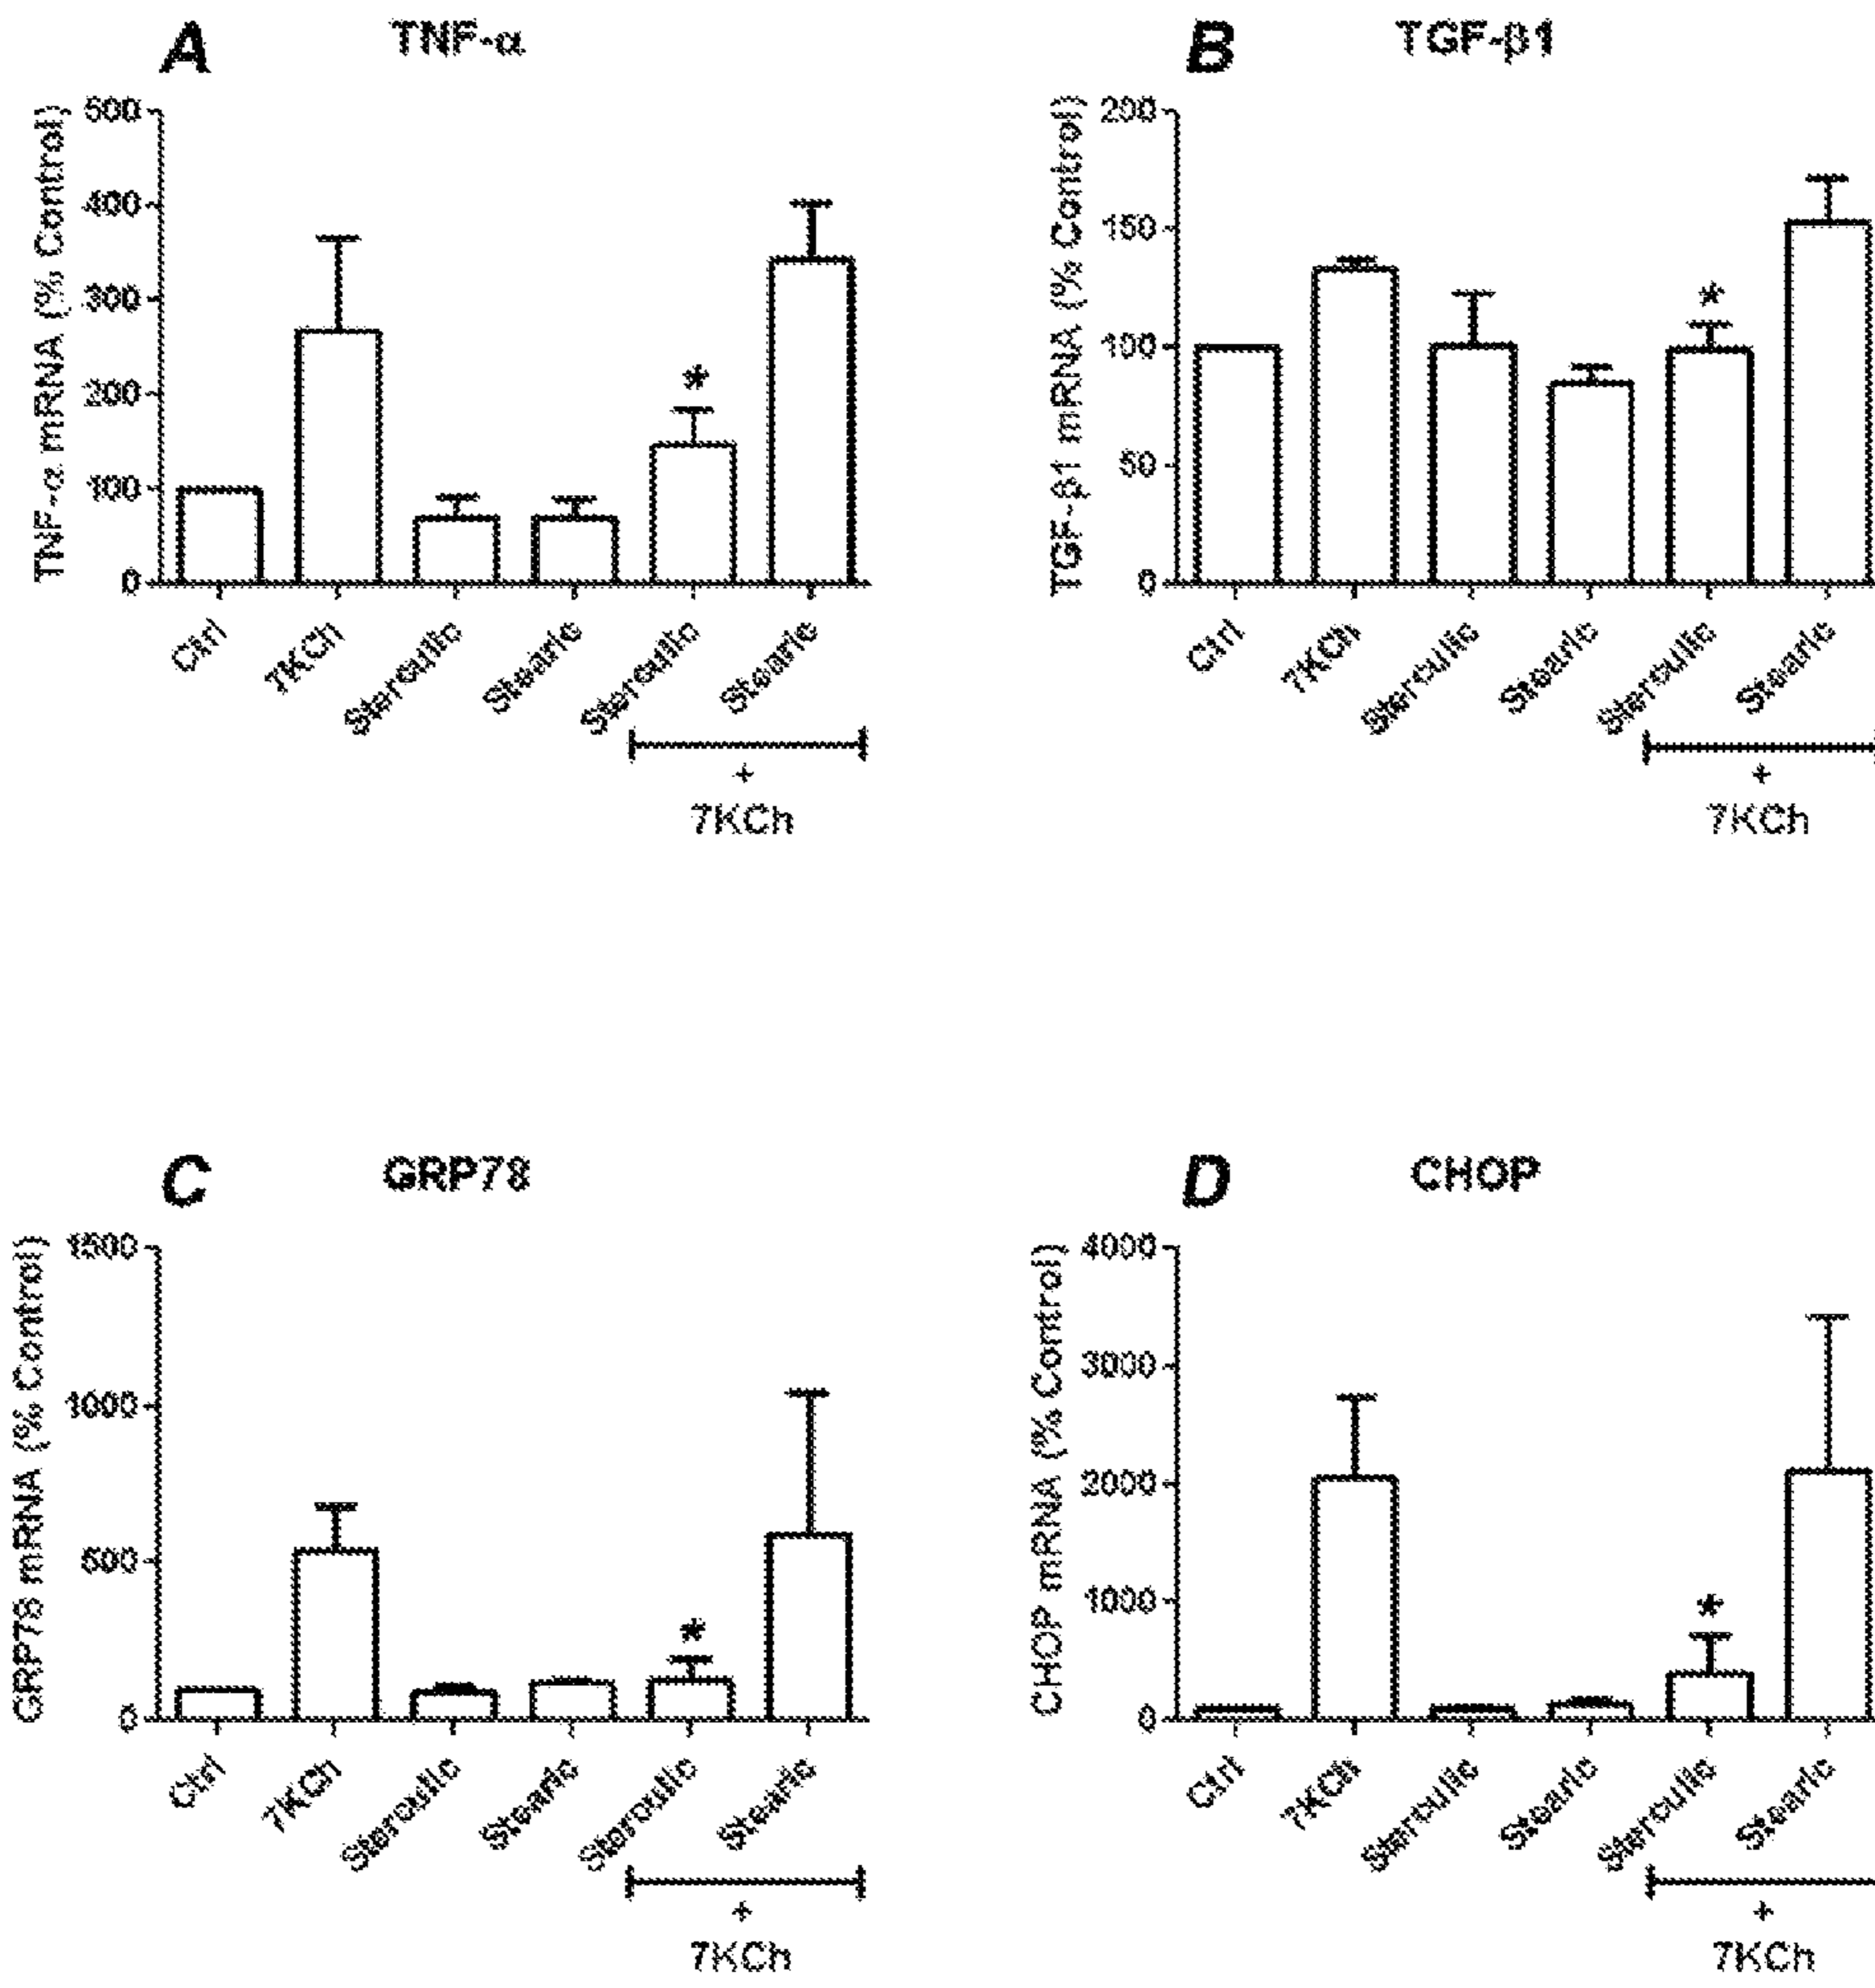 A TNF-α
TNF-α mRNA (% Control)
500
400
300
200
100
0
*
Ctrl
7KCh
Sterculic
Stearic
Sterculic
Stearic
+
7KCh
B TGF-β1
TGF-β1 mRNA (% Control)
200
150
100
50
0
*
Ctrl
7KCh
Sterculic
Stearic
Sterculic
Stearic
+
7KCh
C GRP78
GRP78 mRNA (% Control)
1500
1000
500
0
*
Ctrl
7KCh
Sterculic
Stearic
Sterculic
Stearic
+
7KCh
D CHOP
CHOP mRNA (% Control)
4000
3000
2000
1000
0
*
Ctrl
7KCh
Sterculic
Stearic
Sterculic
Stearic
+
7KCh